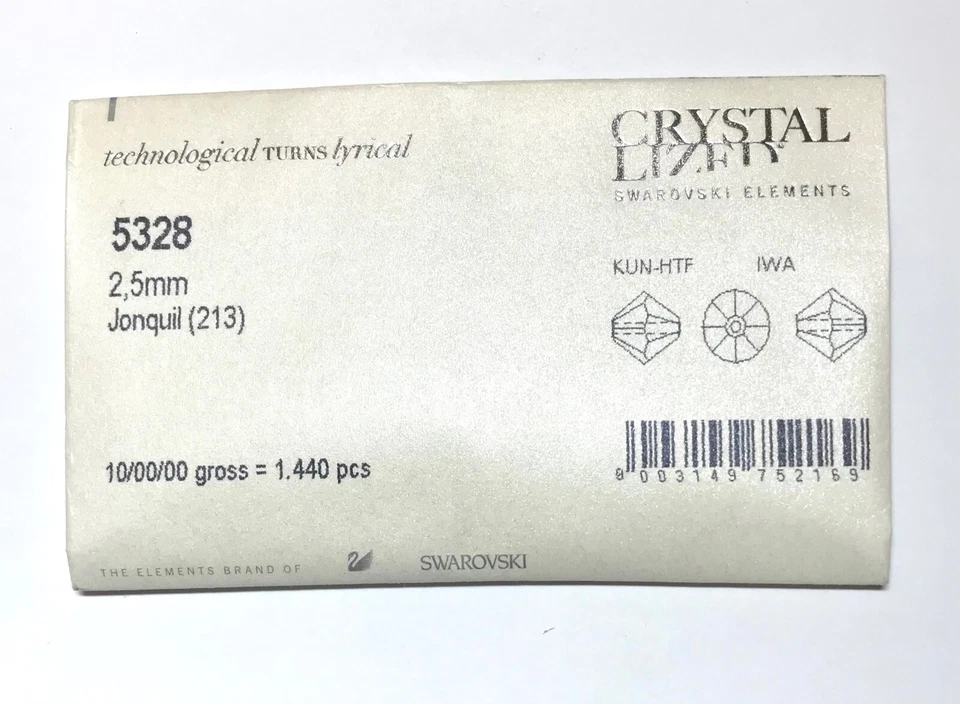 technological TURNS lyrical
CRYSTAL
LIZED
SWAROVSKI ELEMENTS
5328
2,5mm
Jonquil (213)
KUN-HTF IWA
10/00/00 gross = 1.440 pcs
9 003149 752169
THE ELEMENTS BRAND OF SWAROVSKI